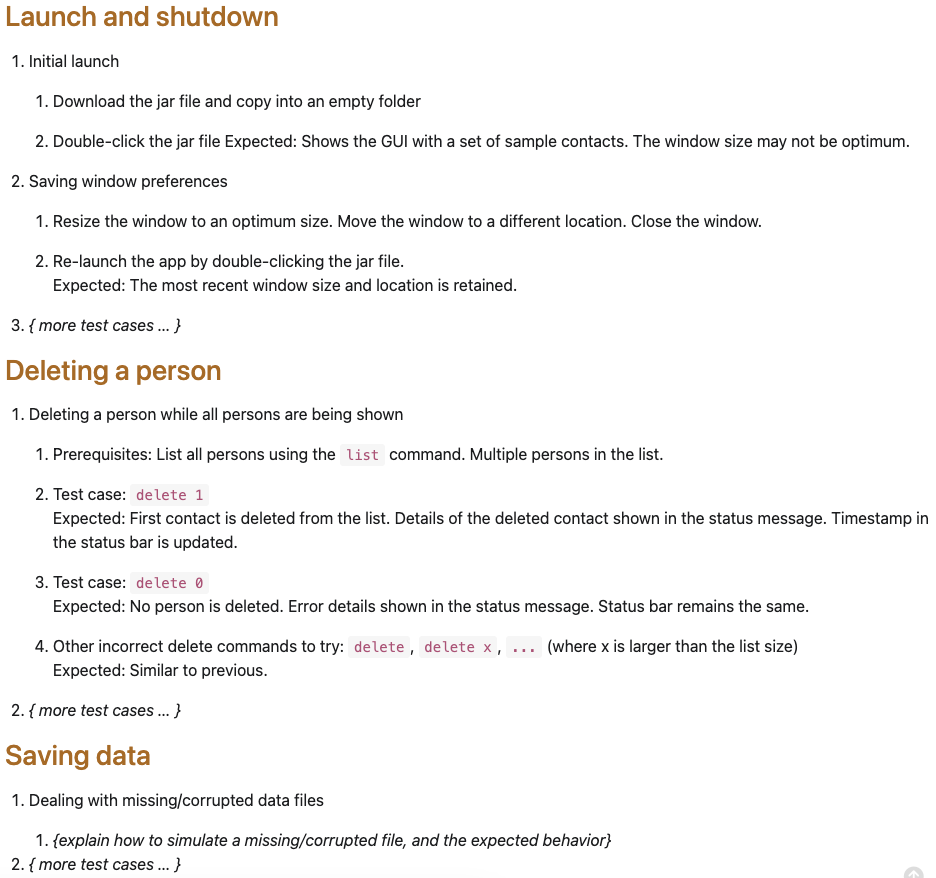 Launch and shutdown
1. Initial launch
1. Download the jar file and copy into an empty folder
2. Double-click the jar file Expected: Shows the GUI with a set of sample contacts. The window size may not be optimum.
2. Saving window preferences
1. Resize the window to an optimum size. Move the window to a different location. Close the window.
2. Re-launch the app by double-clicking the jar file.
Expected: The most recent window size and location is retained.
3. { more test cases … }
Deleting a person
1. Deleting a person while all persons are being shown
1. Prerequisites: List all persons using the list command. Multiple persons in the list.
2. Test case: delete 1
Expected: First contact is deleted from the list. Details of the deleted contact shown in the status message. Timestamp in
the status bar is updated.
3. Test case: delete 0
Expected: No person is deleted. Error details shown in the status message. Status bar remains the same.
4. Other incorrect delete commands to try: delete, delete x, ... (where x is larger than the list size)
Expected: Similar to previous.
2. { more test cases … }
Saving data
1. Dealing with missing/corrupted data files
1. {explain how to simulate a missing/corrupted file, and the expected behavior}
2. { more test cases … }